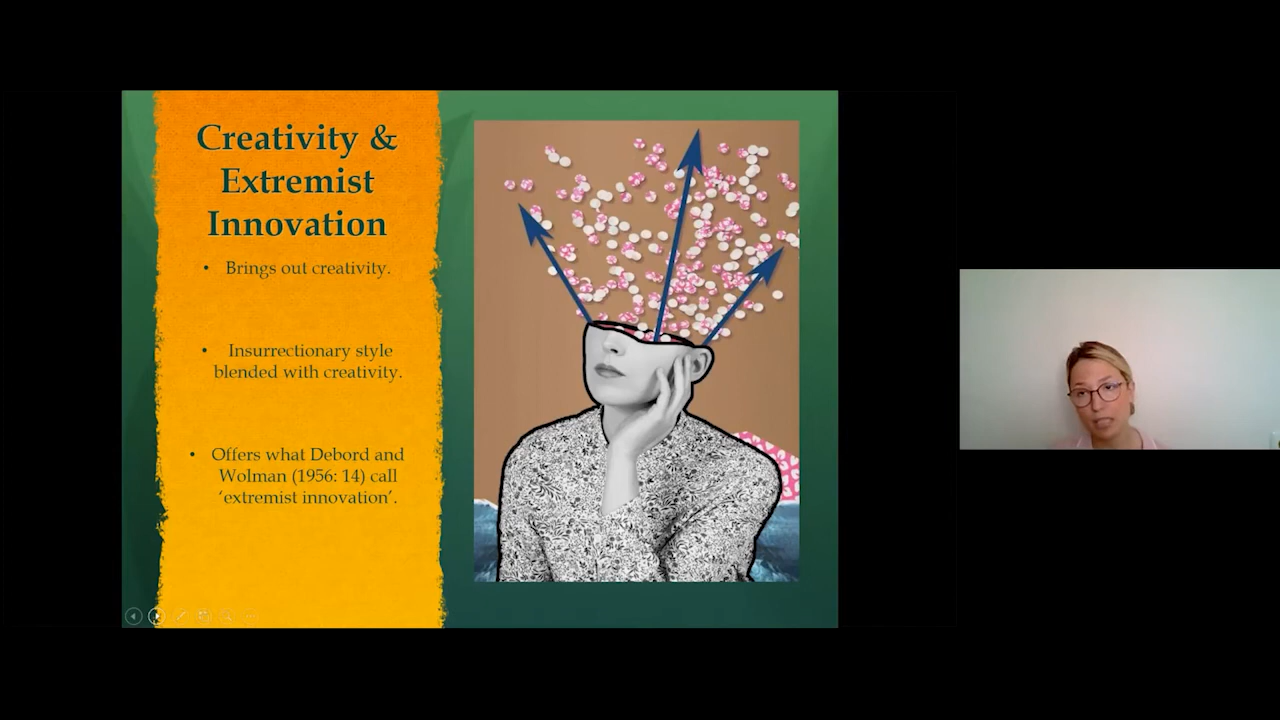 Creativity &
Extremist
Innovation
• Brings out creativity.
• Insurrectionary style
blended with creativity.
• Offers what Debord and
Wolman (1956: 14) call
‘extremist innovation’.